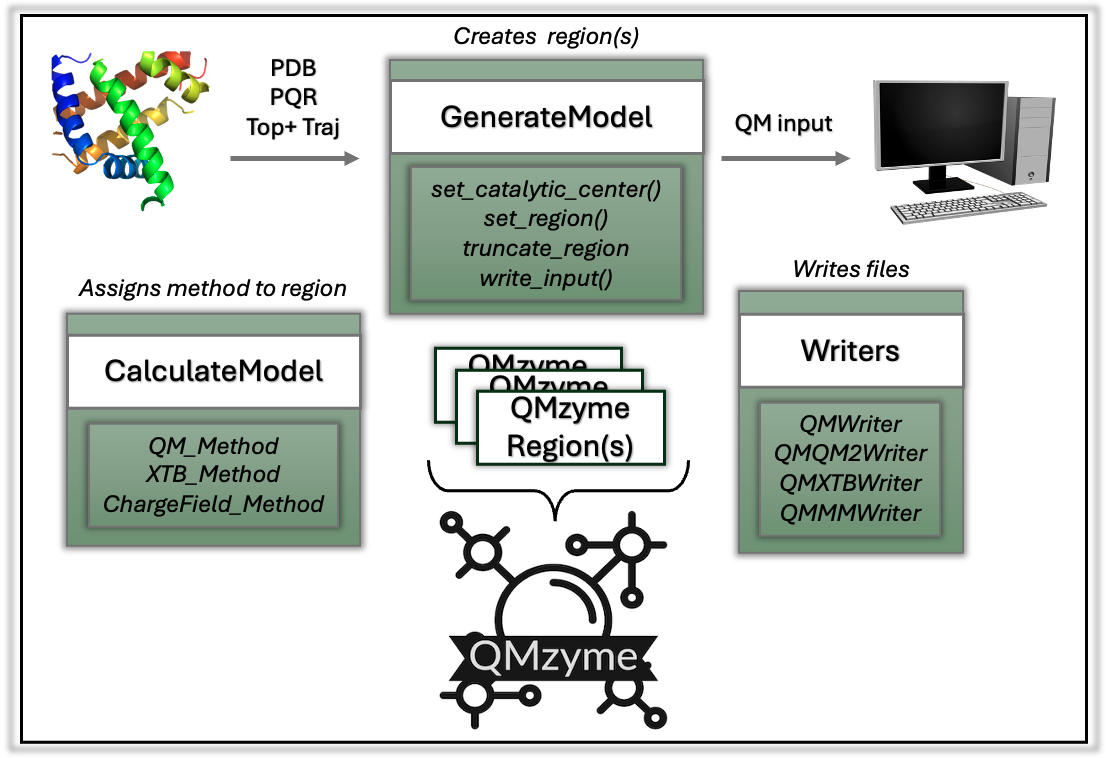 Creates region(s)
PDB
PQR
Top+ Traj
GenerateModel
QM input
set_catalytic_center()
set_region()
truncate_region
write_input()
Assigns method to region
CalculateModel
QM_Method
XTB_Method
ChargeField_Method
Writes files
Writers
QMWriter
QMQM2Writer
QMXTBWriter
QMMMWriter
QMzyme
QMzyme
QMzyme
Region(s)
QMzyme